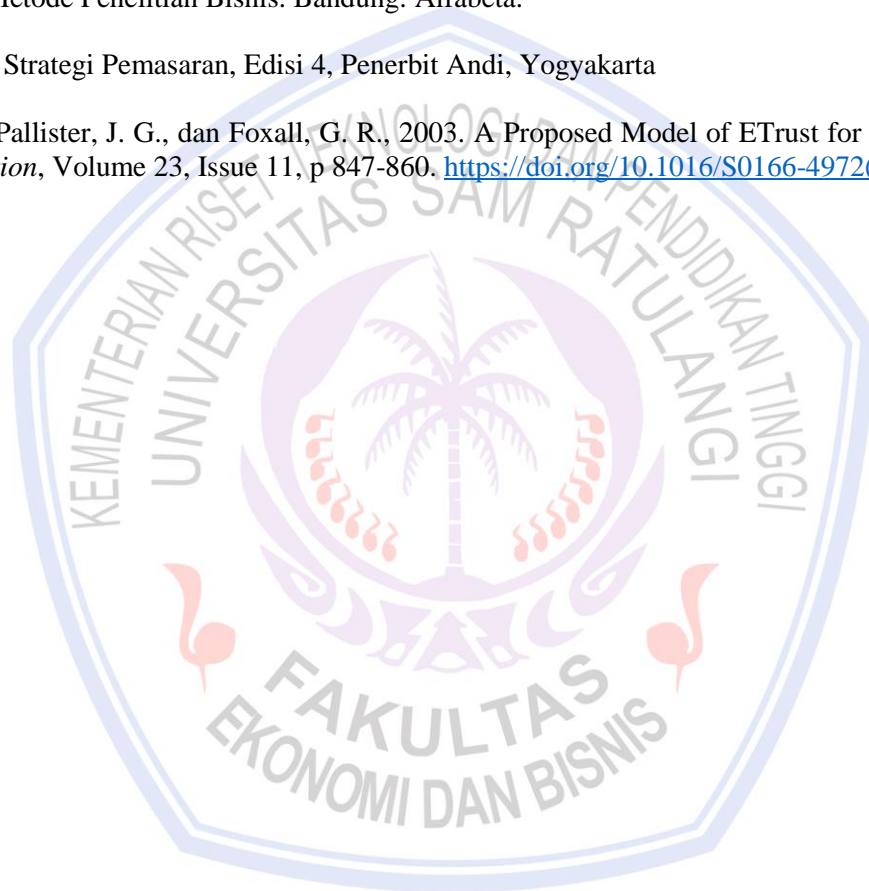 Metode Penelitian Bisnis. Bandung: Alfabeta.
Strategi Pemasaran, Edisi 4, Penerbit Andi, Yogyakarta
Pallister, J. G., dan Foxall, G. R., 2003. A Proposed Model of ETrust for
ion, Volume 23, Issue 11, p 847-860. https://doi.org/10.1016/S0166-4972(
KEMENTERIAN RISET TEKNOLOGI DAN PENDIDIKAN TINGGI
UNIVERSITAS SAM RATULANGI
FAKULTAS
EKONOMI DAN BISNIS